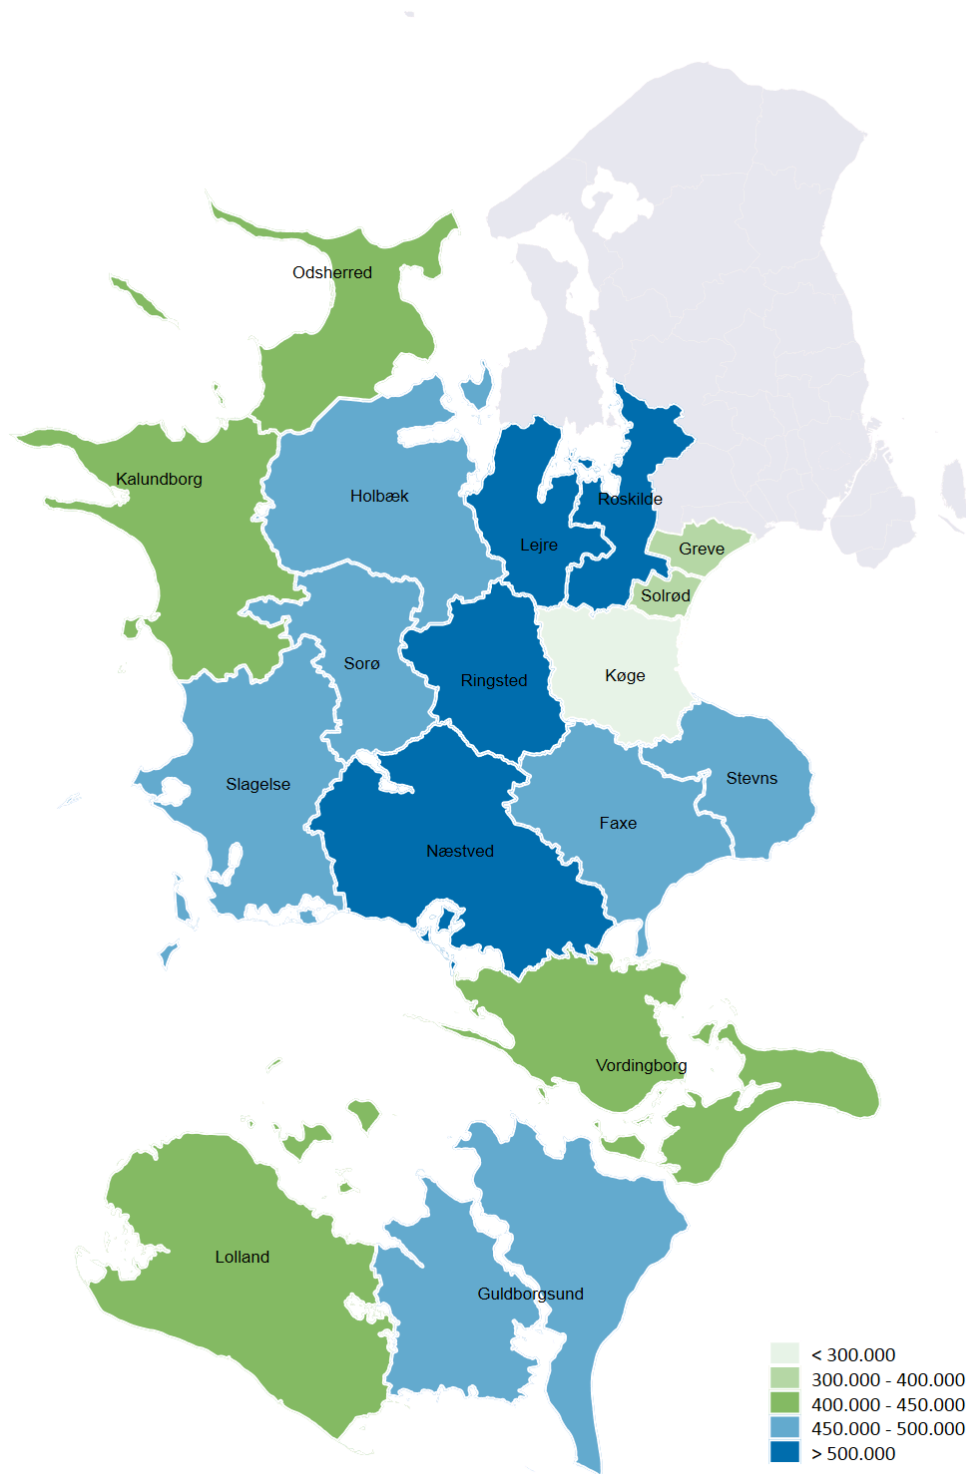 Odsherred
Kalundborg
Holbæk
Roskilde
Lejre
Greve
Solrød
Sorø
Ringsted
Køge
Slagelse
Stevns
Faxe
Næstved
Vordingborg
Lolland
Guldborgsund
< 300.000
300.000 - 400.000
400.000 - 450.000
450.000 - 500.000
> 500.000